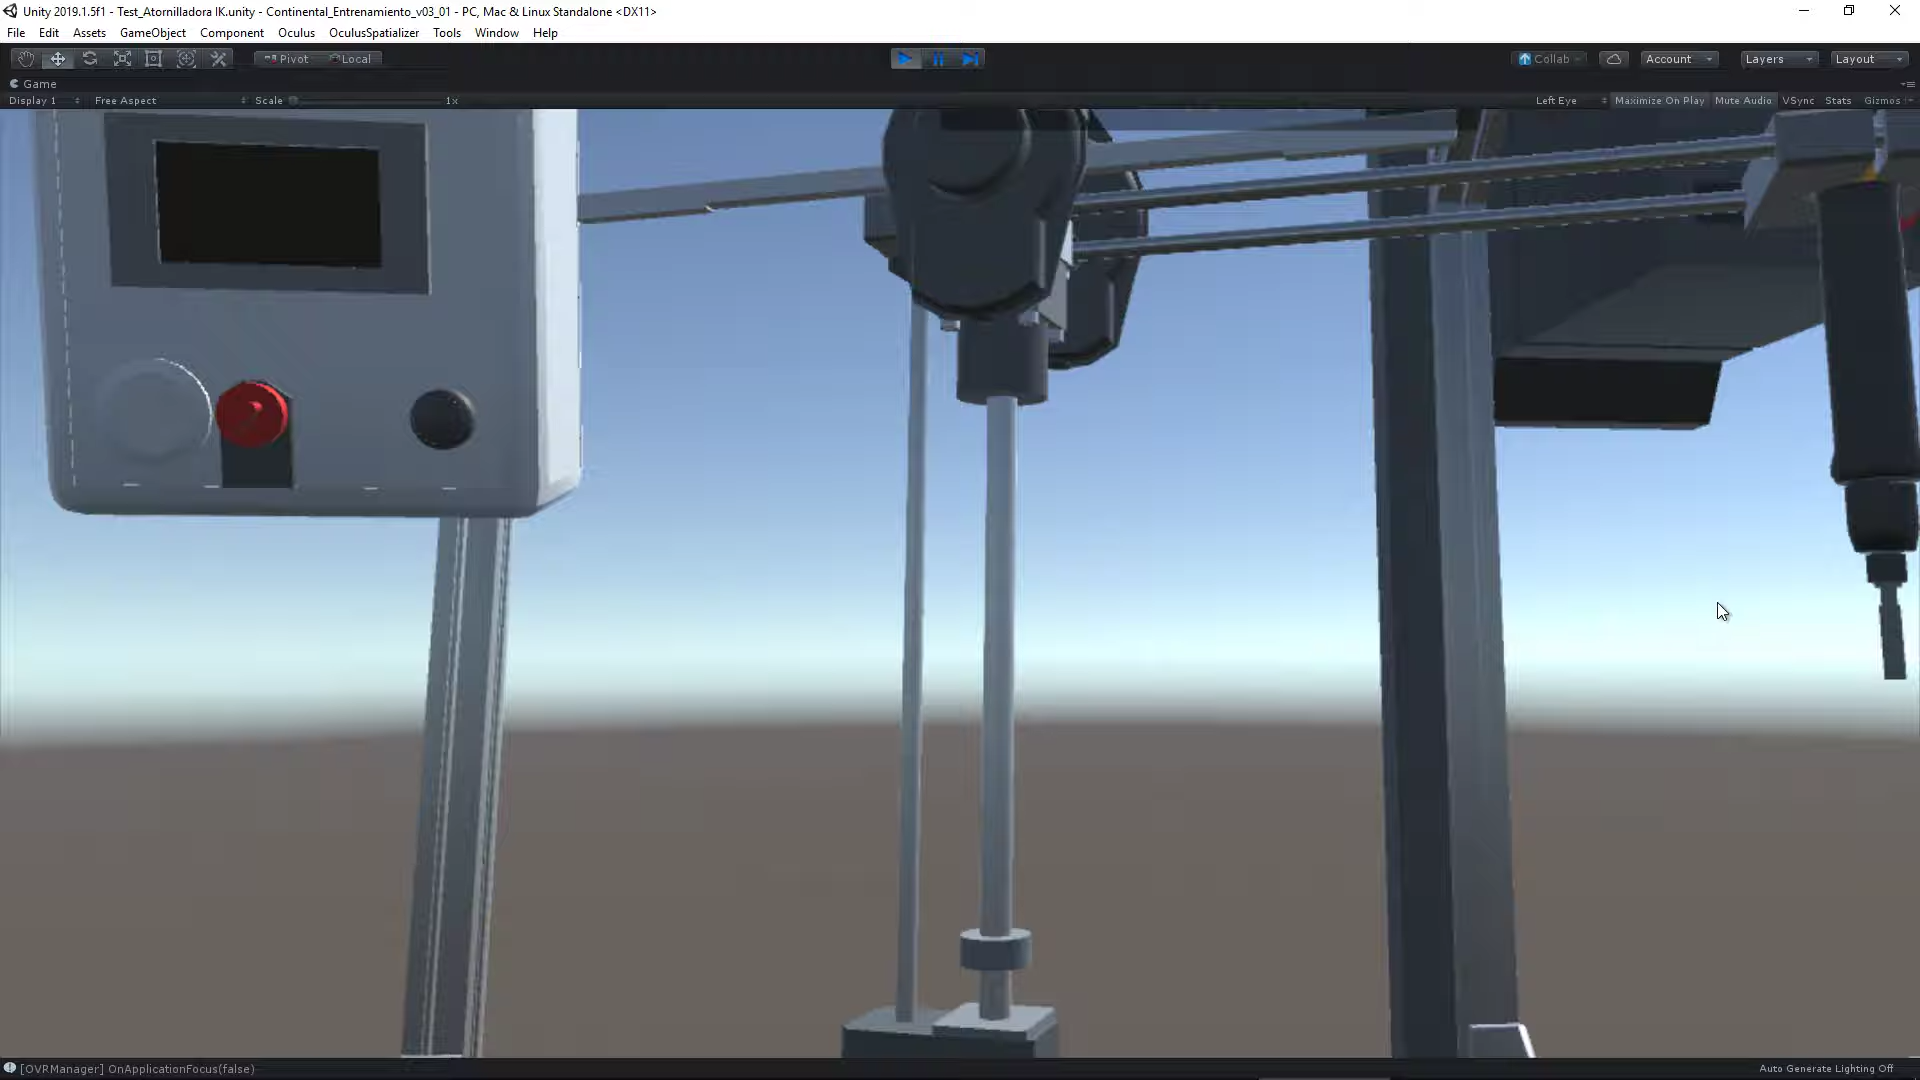 Unity 2019.1.5f1 - Test_Atornilladora IK.unity - Continental_Entrenamiento_v03_01 - PC, Mac & Linux Standalone <DX11>
File Edit Assets GameObject Component Oculus OculusSpatializer Tools Window Help
Pivot Local Collab Account Layers Layout
Game
Display 1 Free Aspect Scale 1x Left Eye Maximize On Play Mute Audio VSync Stats Gizmos
[OVRManager] OnApplicationFocus(false) Auto Generate Lighting Off